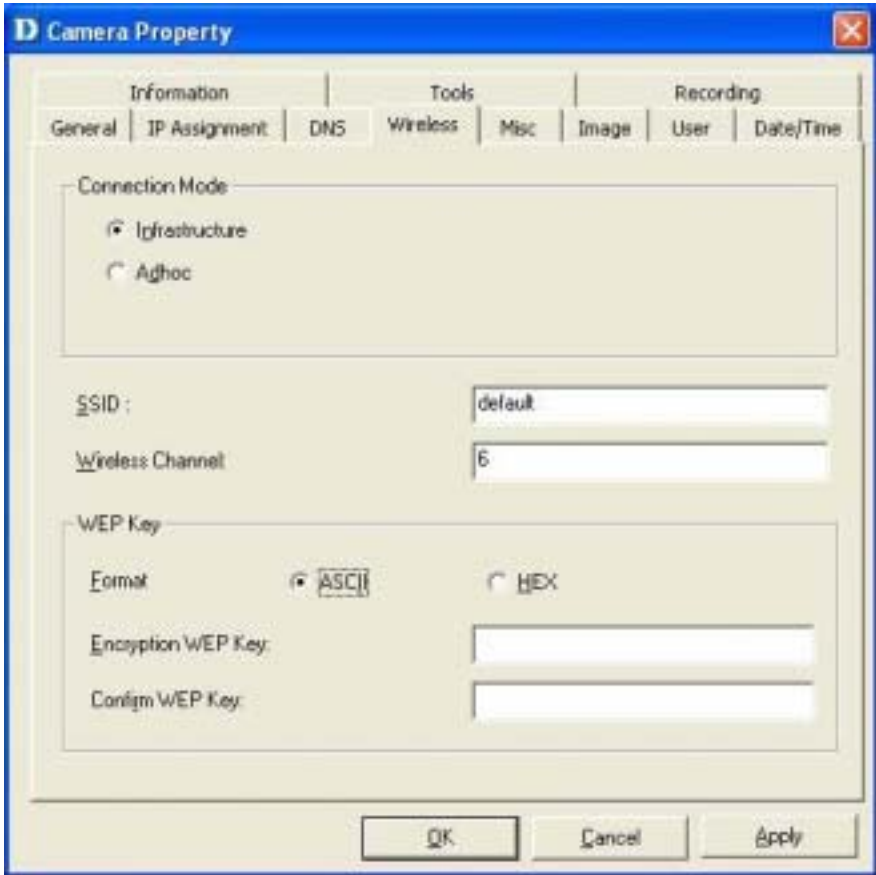 D Camera Property
Information Tools Recording
General IP Assignment DNS Wireless Misc Image User Date/Time
Connection Mode
Infrastructure
Adhoc
SSID : default
Wireless Channel: 6
WEP Key
Format ASCII HEX
Encryption WEP Key:
Confirm WEP Key:
OK Cancel Apply